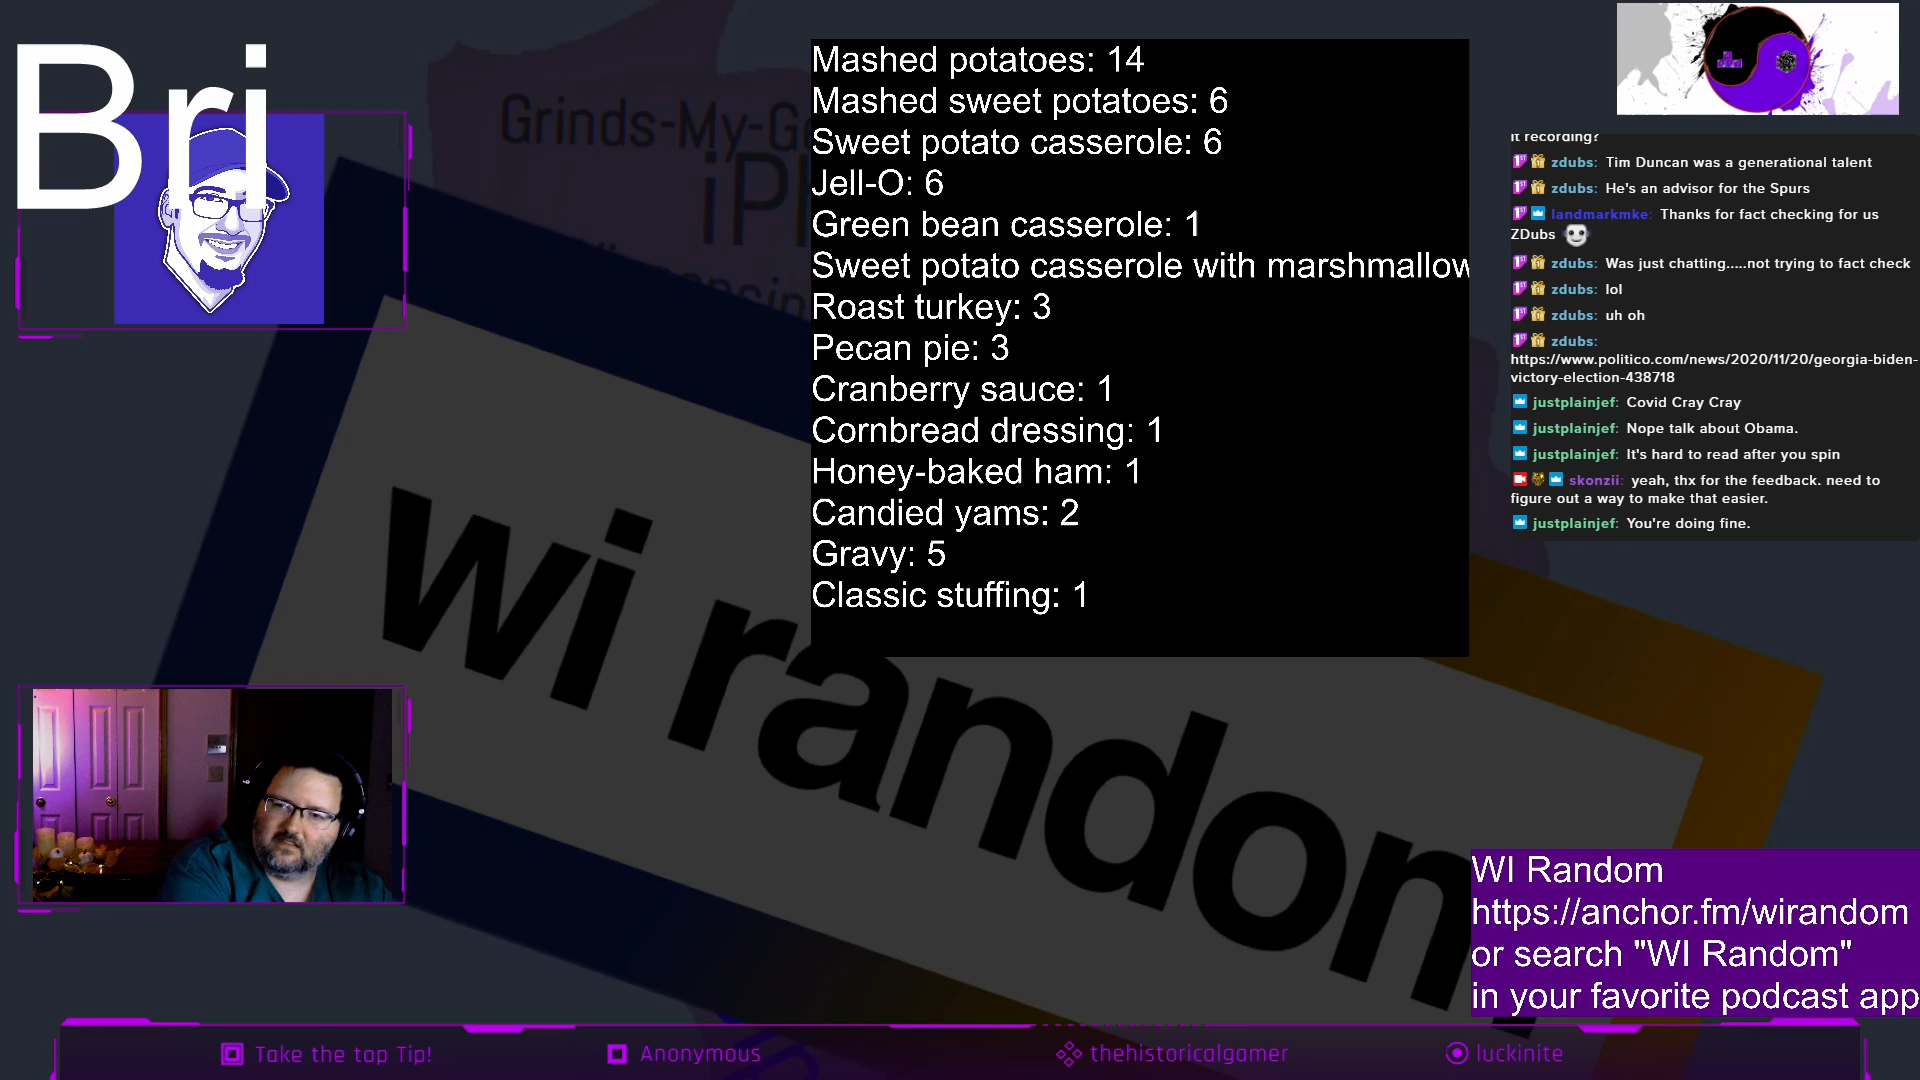 Bri
Grinds-My-Ge
iPh
Mashed potatoes: 14
Mashed sweet potatoes: 6
Sweet potato casserole: 6
Jell-O: 6
Green bean casserole: 1
Sweet potato casserole with marshmallow
Roast turkey: 3
Pecan pie: 3
Cranberry sauce: 1
Cornbread dressing: 1
Honey-baked ham: 1
Candied yams: 2
Gravy: 5
Classic stuffing: 1
it recording?
zdubs: Tim Duncan was a generational talent
zdubs: He's an advisor for the Spurs
landmarkmke: Thanks for fact checking for us
ZDubs
zdubs: Was just chatting.....not trying to fact check
zdubs: lol
zdubs: uh oh
zdubs:
https://www.politico.com/news/2020/11/20/georgia-biden-
victory-election-438718
justplainjef: Covid Cray Cray
justplainjef: Nope talk about Obama.
justplainjef: It's hard to read after you spin
skonzii: yeah, thx for the feedback. need to
figure out a way to make that easier.
justplainjef: You're doing fine.
wi random
WI Random
https://anchor.fm/wirandom
or search "WI Random"
in your favorite podcast app
Take the top Tip!
Anonymous
thehistoricalgamer
luckinite